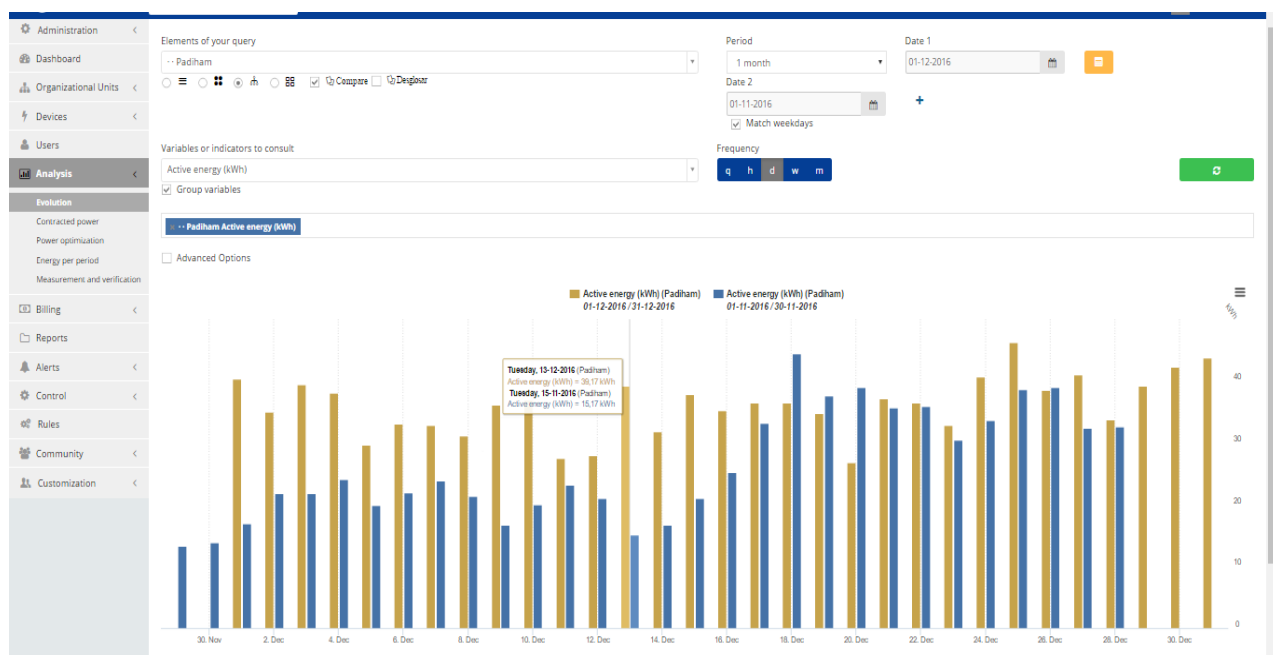 Administration
Dashboard
Organizational Units
Devices
Users
Analysis
Evolution
Contracted power
Power optimization
Energy per period
Measurement and verification
Billing
Reports
Alerts
Control
Rules
Community
Customization
Elements of your query
·· Padiham
Compare Desglosar
Period
1 month
Date 1
01-12-2016
Date 2
01-11-2016
+
Match weekdays
Variables or indicators to consult
Active energy (kWh)
Group variables
Frequency
q h d w m
× ·· Padiham Active energy (kWh)
Advanced Options
Active energy (kWh) (Padiham)
01-12-2016/31-12-2016
Active energy (kWh) (Padiham)
01-11-2016/30-11-2016
kWh
Tuesday, 13-12-2016 (Padiham)
Active energy (kWh) = 39,17 kWh
Tuesday, 15-11-2016 (Padiham)
Active energy (kWh) = 15,17 kWh
40
30
20
10
0
30. Nov 2. Dec 4. Dec 6. Dec 8. Dec 10. Dec 12. Dec 14. Dec 16. Dec 18. Dec 20. Dec 22. Dec 24. Dec 26. Dec 28. Dec 30. Dec